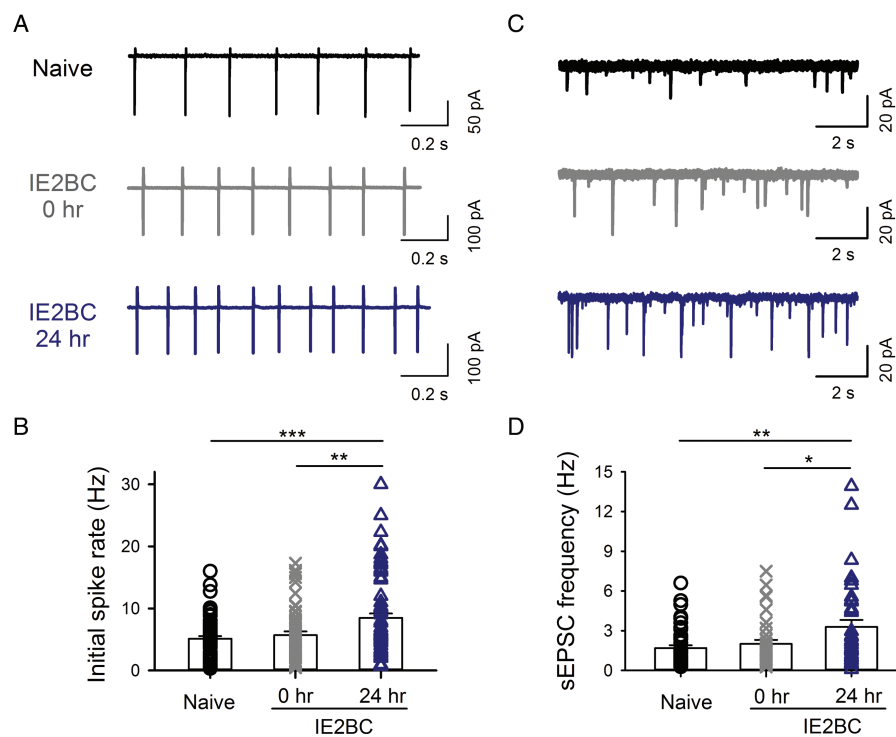 A
Naive
50 pA
0.2 s
IE2BC
0 hr
100 pA
0.2 s
IE2BC
24 hr
100 pA
0.2 s
C
20 pA
2 s
20 pA
2 s
20 pA
2 s
B
***
**
Initial spike rate (Hz)
30
20
10
0
Naive
0 hr
24 hr
IE2BC
D
**
*
sEPSC frequency (Hz)
15
12
9
6
3
0
Naive
0 hr
24 hr
IE2BC